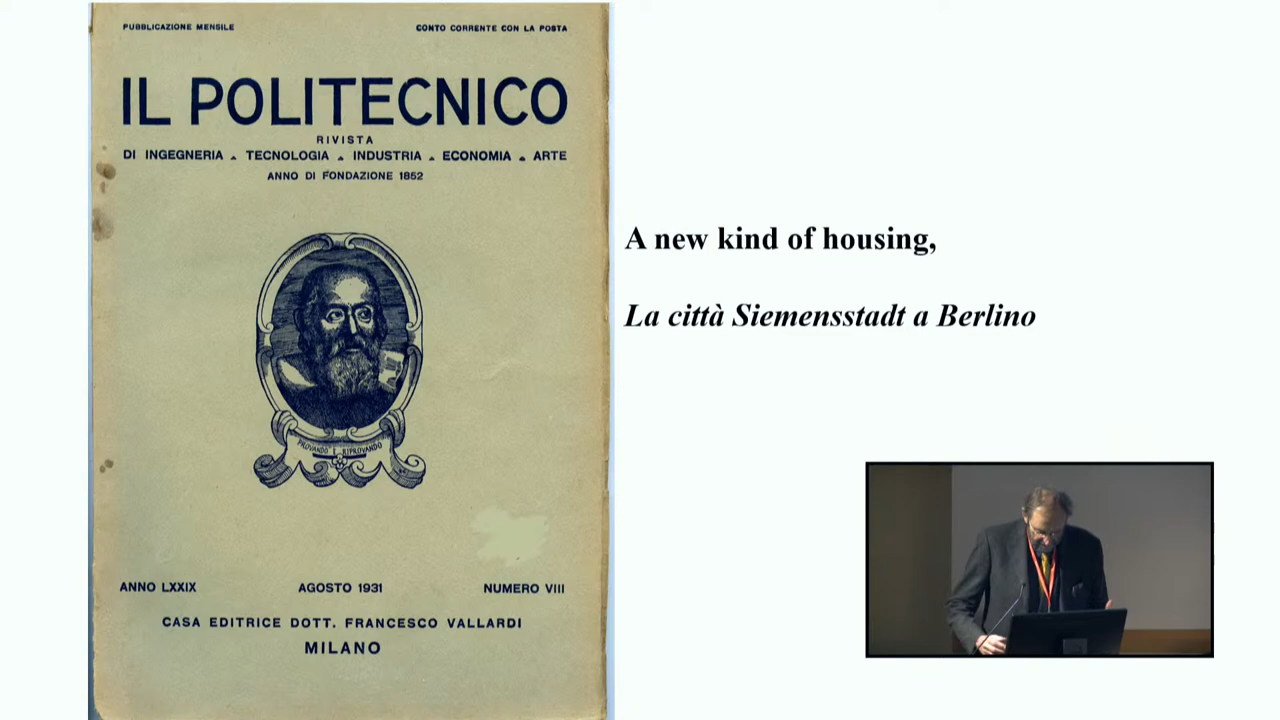 PUBBLICAZIONE MENSILE
CONTO CORRENTE CON LA POSTA
IL POLITECNICO
RIVISTA
DI INGEGNERIA - TECNOLOGIA - INDUSTRIA - ECONOMIA - ARTE
ANNO DI FONDAZIONE 1852
PROVANDO E RIPROVANDO
ANNO LXXIX
AGOSTO 1931
NUMERO VIII
CASA EDITRICE DOTT. FRANCESCO VALLARDI
MILANO
A new kind of housing,
La città Siemensstadt a Berlino